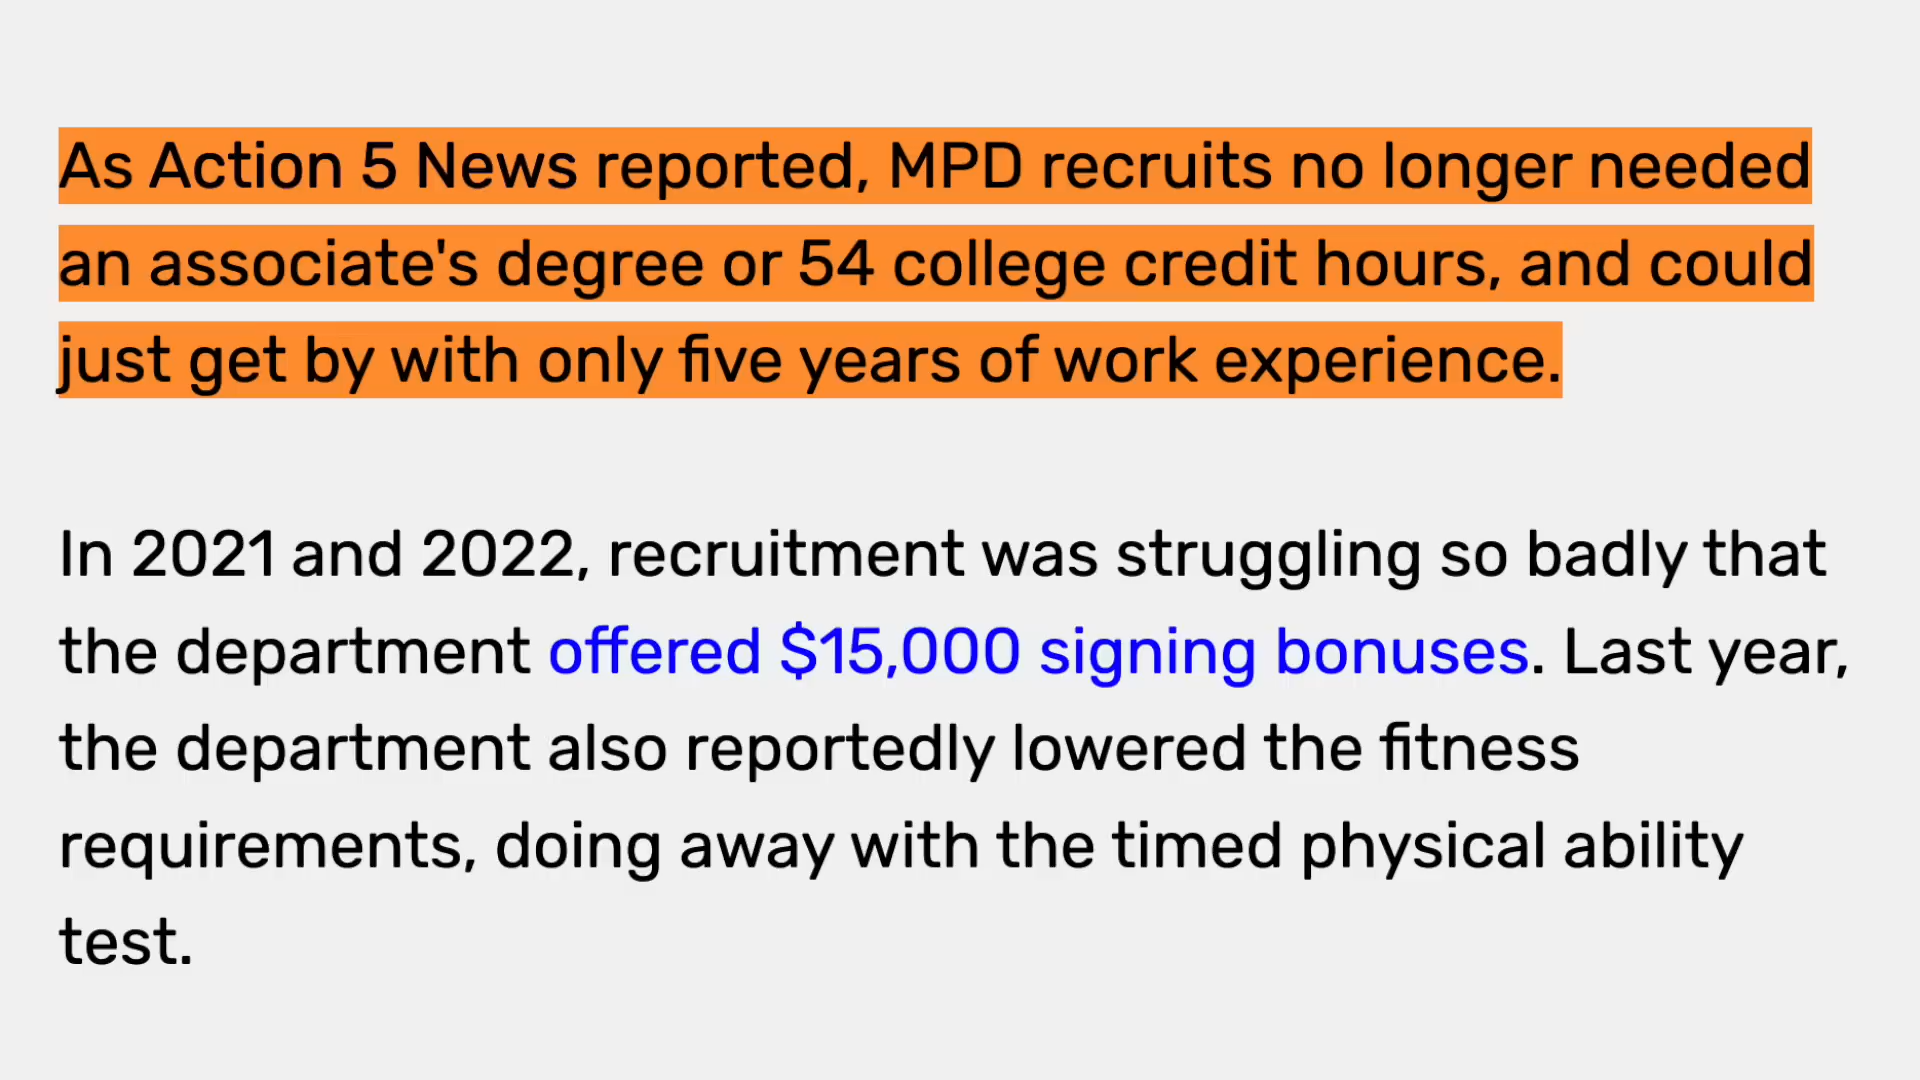 As Action 5 News reported, MPD recruits no longer needed
an associate's degree or 54 college credit hours, and could
just get by with only five years of work experience.
In 2021 and 2022, recruitment was struggling so badly that
the department offered $15,000 signing bonuses. Last year,
the department also reportedly lowered the fitness
requirements, doing away with the timed physical ability
test.